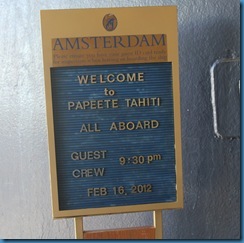 AMSTERDAM
WELCOME
to
PAPEETE TAHITI
ALL ABOARD
GUEST 9:30 pm
CREW
FEB 16, 2012